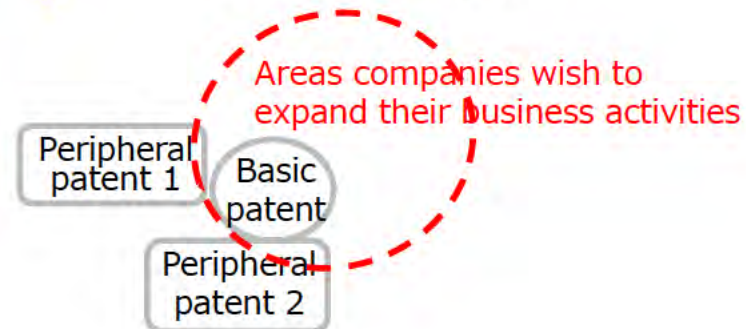 Areas companies wish to
expand their business activities
Peripheral
patent 1
Basic
patent
Peripheral
patent 2